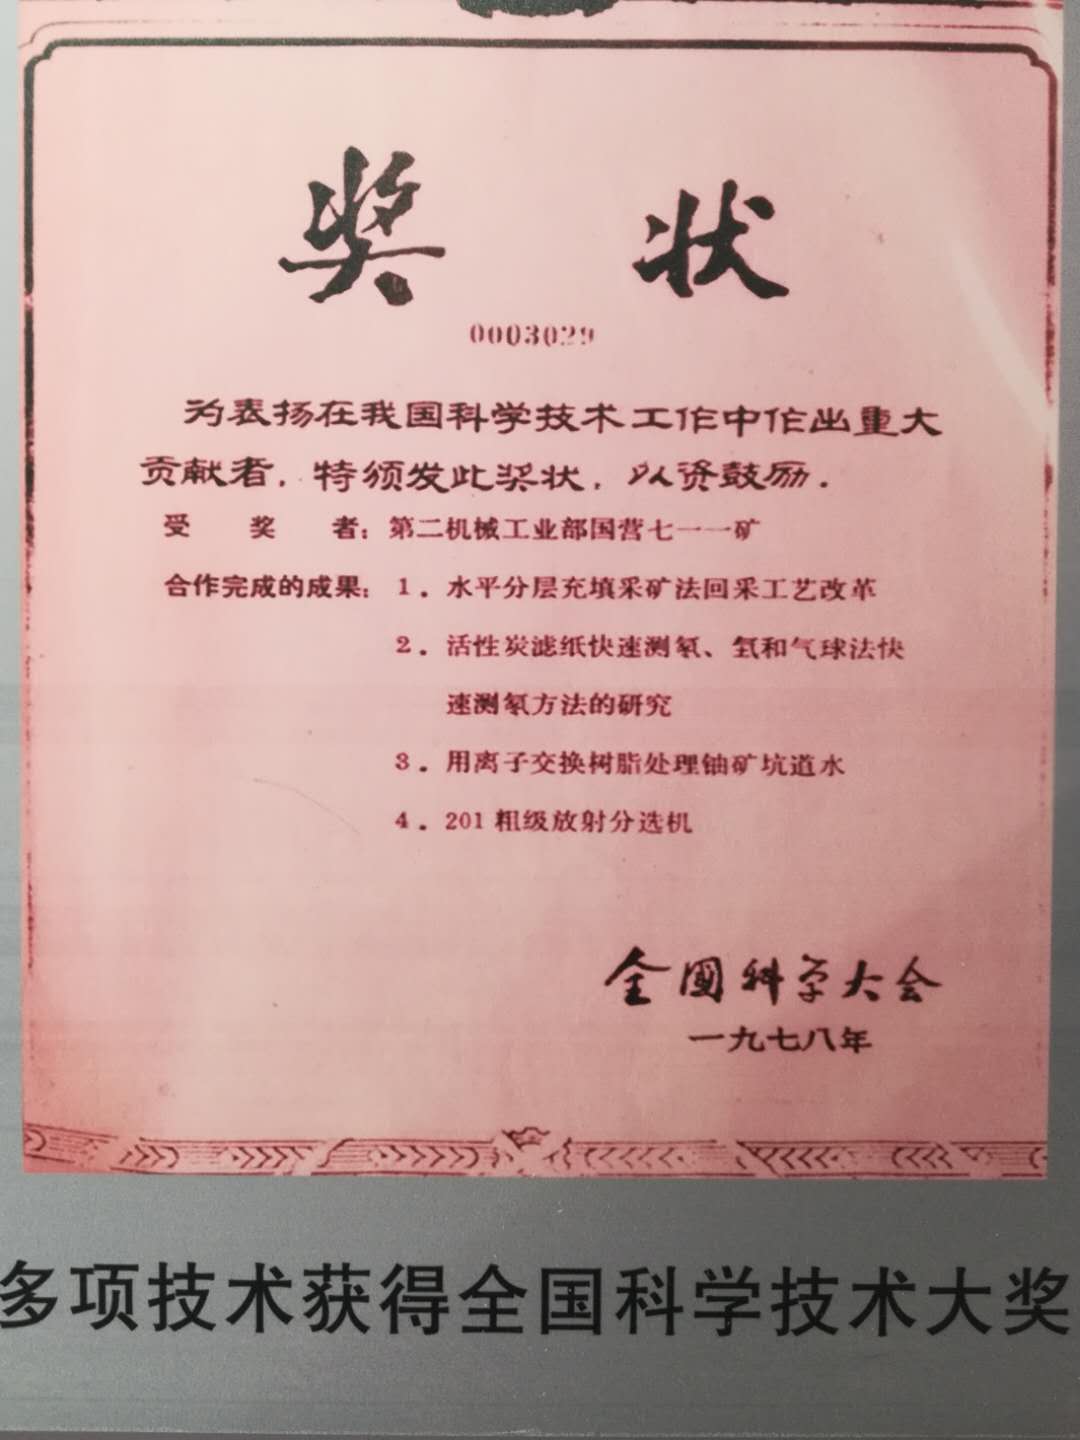 奖状
0003029
为表扬在我国科学技术工作中作出重大
贡献者，特颁发此奖状，以资鼓励．
受奖者：第二机械工业部国营七一一矿
合作完成的成果：1．水平分层充填采矿法回采工艺改革
2．活性炭滤纸快速测氡、氢和气球法快
速测氡方法的研究
3．用离子交换树脂处理铀矿坑道水
4．201粗级放射分选机
全国科学大会
一九七八年
多项技术获得全国科学技术大奖